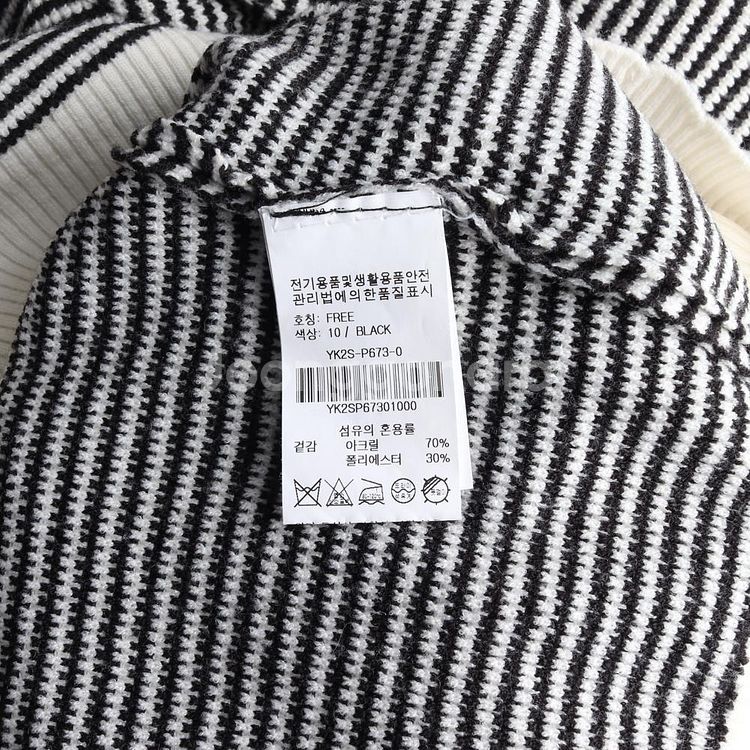 전기용품및생활용품안전
관리법에의한품질표시
호칭: FREE
색상: 10 / BLACK
YK2S-P673-0
YK2SP67301000
섬유의 혼용률
겉감 아크릴 70%
폴리에스터 30%